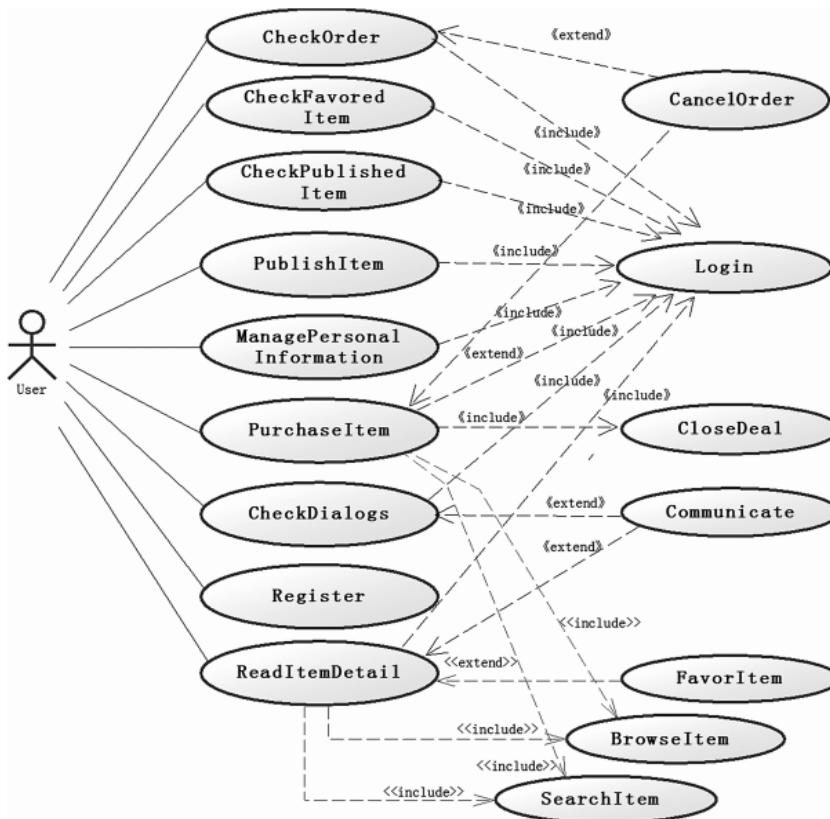 CheckOrder
《extend》
CheckFavored
Item
CancelOrder
《include》
CheckPublished
Item
《include》
《include》
PublishItem
《include》
Login
ManagePersonal
Information
《include》
《extend》
《include》
User
PurchaseItem
《include》
《include》
《include》
CloseDeal
CheckDialogs
《extend》
Communicate
《extend》
Register
<<include>>
ReadItemDetail
<<extend>>
FavorItem
<<include>>
BrowseItem
<<include>>
<<include>>
SearchItem